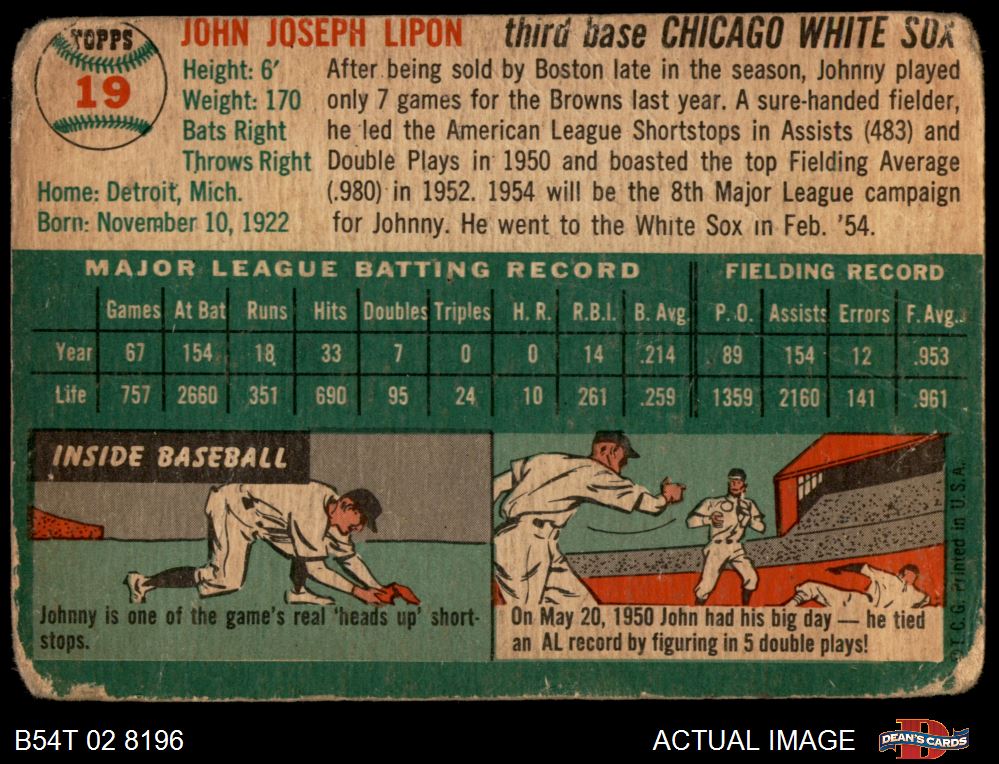 TOPPS
19
JOHN JOSEPH LIPON third base CHICAGO WHITE SOX
Height: 6'
Weight: 170
Bats Right
Throws Right
Home: Detroit, Mich.
Born: November 10, 1922
After being sold by Boston late in the season, Johnny played
only 7 games for the Browns last year. A sure-handed fielder,
he led the American League Shortstops in Assists (483) and
Double Plays in 1950 and boasted the top Fielding Average
(.980) in 1952. 1954 will be the 8th Major League campaign
for Johnny. He went to the White Sox in Feb. '54.
MAJOR LEAGUE BATTING RECORD FIELDING RECORD
Games At Bat Runs Hits Doubles Triples H. R. R.B.I. B. Avg. P. O. Assists Errors F. Avg.
Year 67 154 18 33 7 0 0 14 .214 89 154 12 .953
Life 757 2660 351 690 95 24 10 261 .259 1359 2160 141 .961
INSIDE BASEBALL
Johnny is one of the game's real 'heads up' short-
stops.
On May 20, 1950 John had his big day — he tied
an AL record by figuring in 5 double plays!
T.C.G. Printed in U.S.A.
B54T 02 8196
ACTUAL IMAGE
D
DEAN'S CARDS